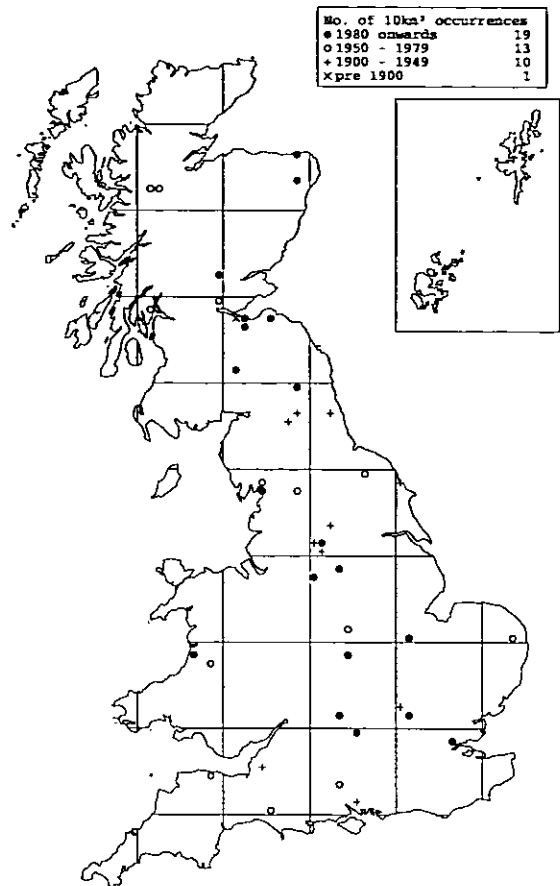 No. of 10km² occurrences
● 1980 onwards 19
○ 1950 - 1979 13
+ 1900 - 1949 10
× pre 1900 1